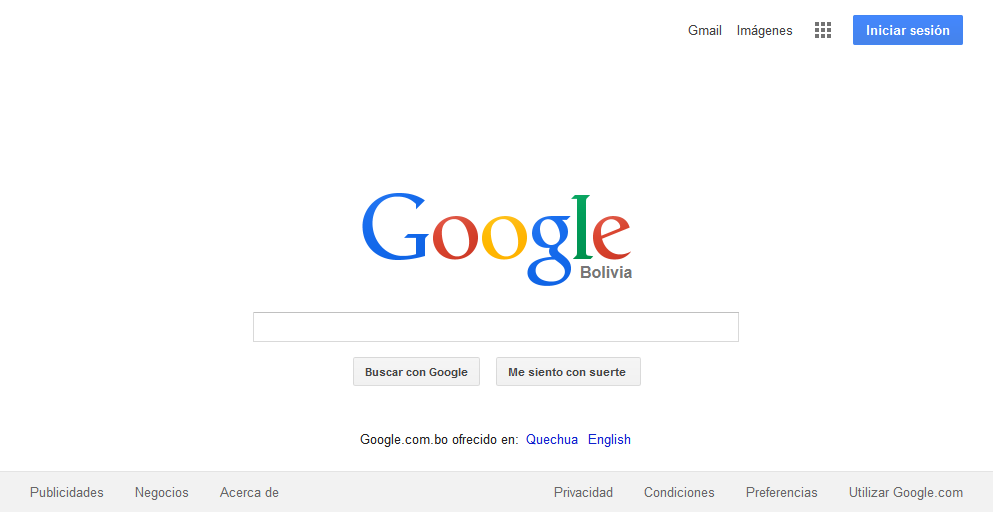 Gmail Imágenes Iniciar sesión
Google
Bolivia
Buscar con Google Me siento con suerte
Google.com.bo ofrecido en: Quechua English
Publicidades Negocios Acerca de Privacidad Condiciones Preferencias Utilizar Google.com